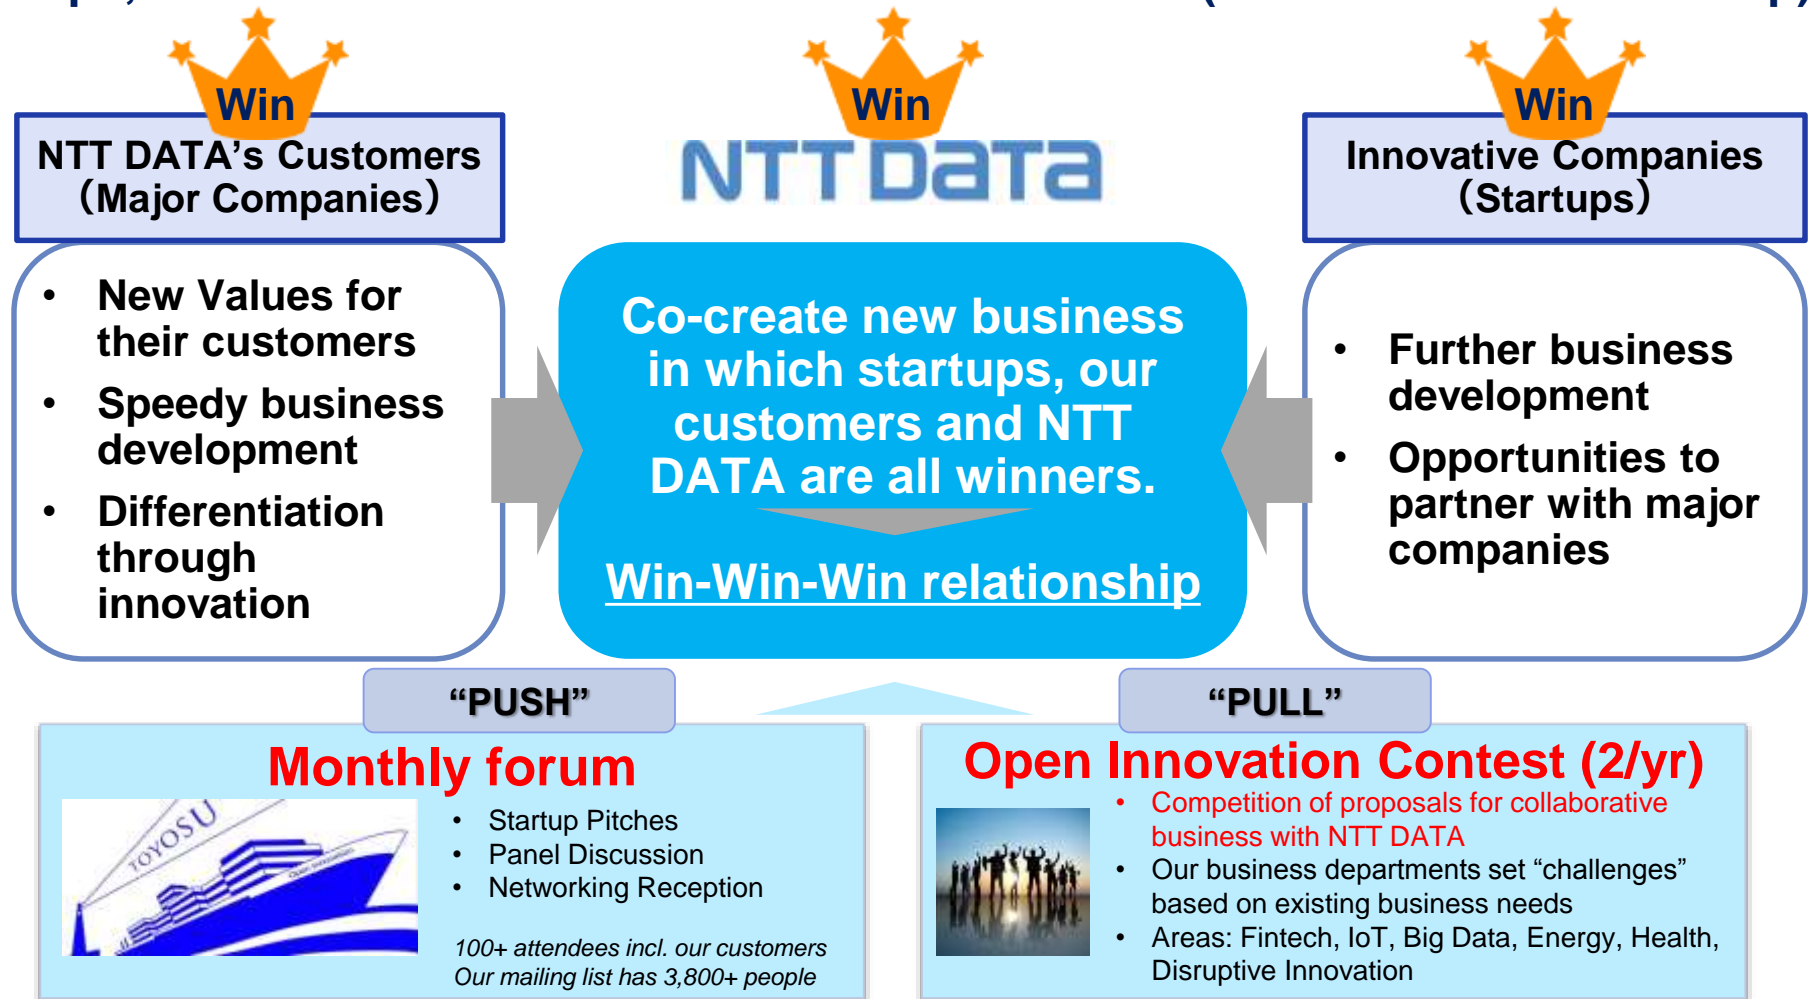 Win
NTT DATA’s Customers
（Major Companies）
• New Values for
their customers
• Speedy business
development
• Differentiation
through
innovation
Win
NTT DATA
Co-create new business
in which startups, our
customers and NTT
DATA are all winners.
Win-Win-Win relationship
Win
Innovative Companies
（Startups）
• Further business
development
• Opportunities to
partner with major
companies
“PUSH”
Monthly forum
TOYOSU
• Startup Pitches
• Panel Discussion
• Networking Reception
100+ attendees incl. our customers
Our mailing list has 3,800+ people
“PULL”
Open Innovation Contest (2/yr)
• Competition of proposals for collaborative
business with NTT DATA
• Our business departments set “challenges”
based on existing business needs
• Areas: Fintech, IoT, Big Data, Energy, Health,
Disruptive Innovation